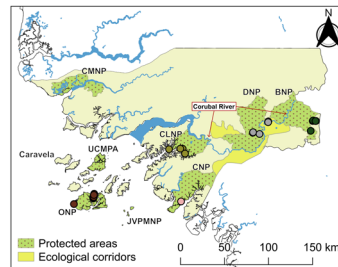 N
CMNP
DNP
BNP
Corubal River
CLNP
UCMPA
Caravela
CNP
ONP
JVPMNP
Protected areas
Ecological corridors
0 50 100 150 km